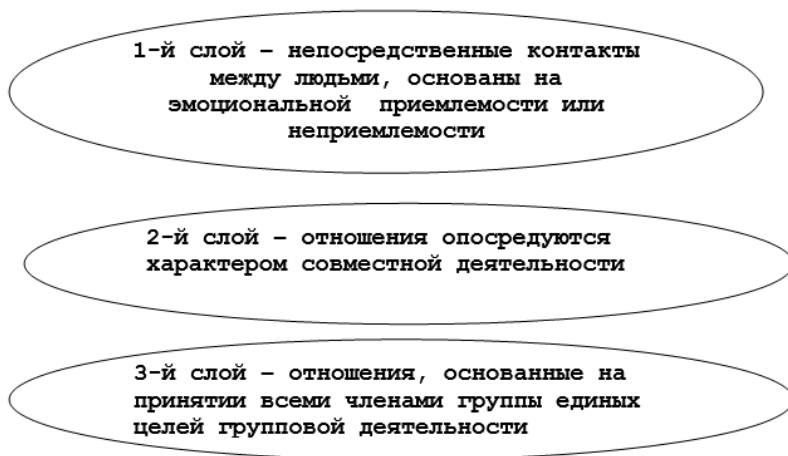 1-й слой – непосредственные контакты
между людьми, основаны на
эмоциональной приемлемости или
неприемлемости
2-й слой – отношения опосредуются
характером совместной деятельности
3-й слой – отношения, основанные на
принятии всеми членами группы единых
целей групповой деятельности